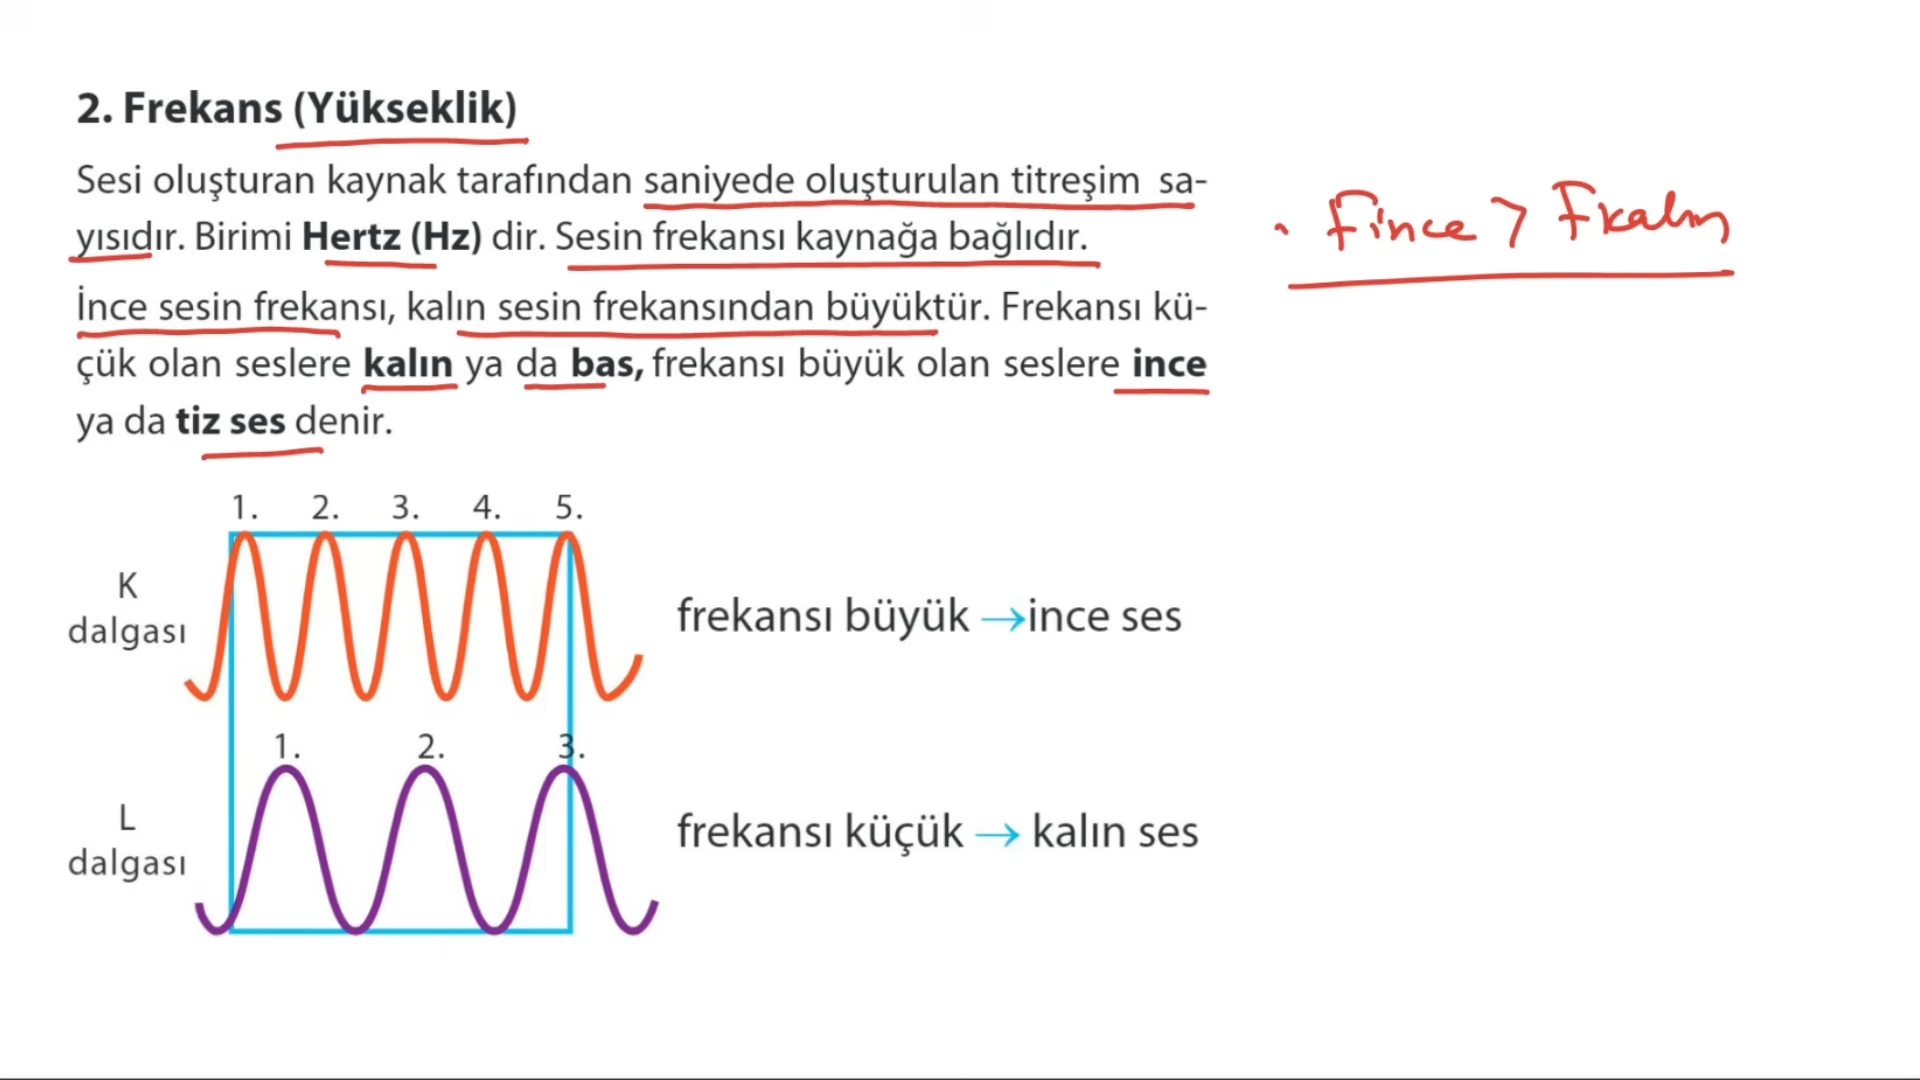 2. Frekans (Yükseklik)
Sesi oluşturan kaynak tarafından saniyede oluşturulan titreşim sa-
yısıdır. Birimi Hertz (Hz) dir. Sesin frekansı kaynağa bağlıdır.
İnce sesin frekansı, kalın sesin frekansından büyüktür. Frekansı kü-
çük olan seslere kalın ya da bas, frekansı büyük olan seslere ince
ya da tiz ses denir.
. Fince > Fkalın
1. 2. 3. 4. 5.
K
dalgası
frekansı büyük →ince ses
1. 2. 3.
L
dalgası
frekansı küçük → kalın ses